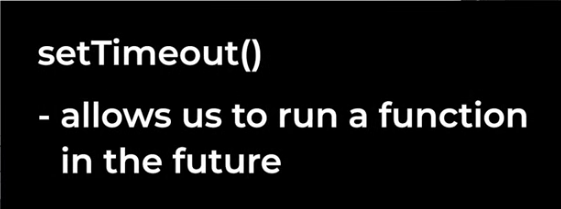 setTimeout()
- allows us to run a function
in the future